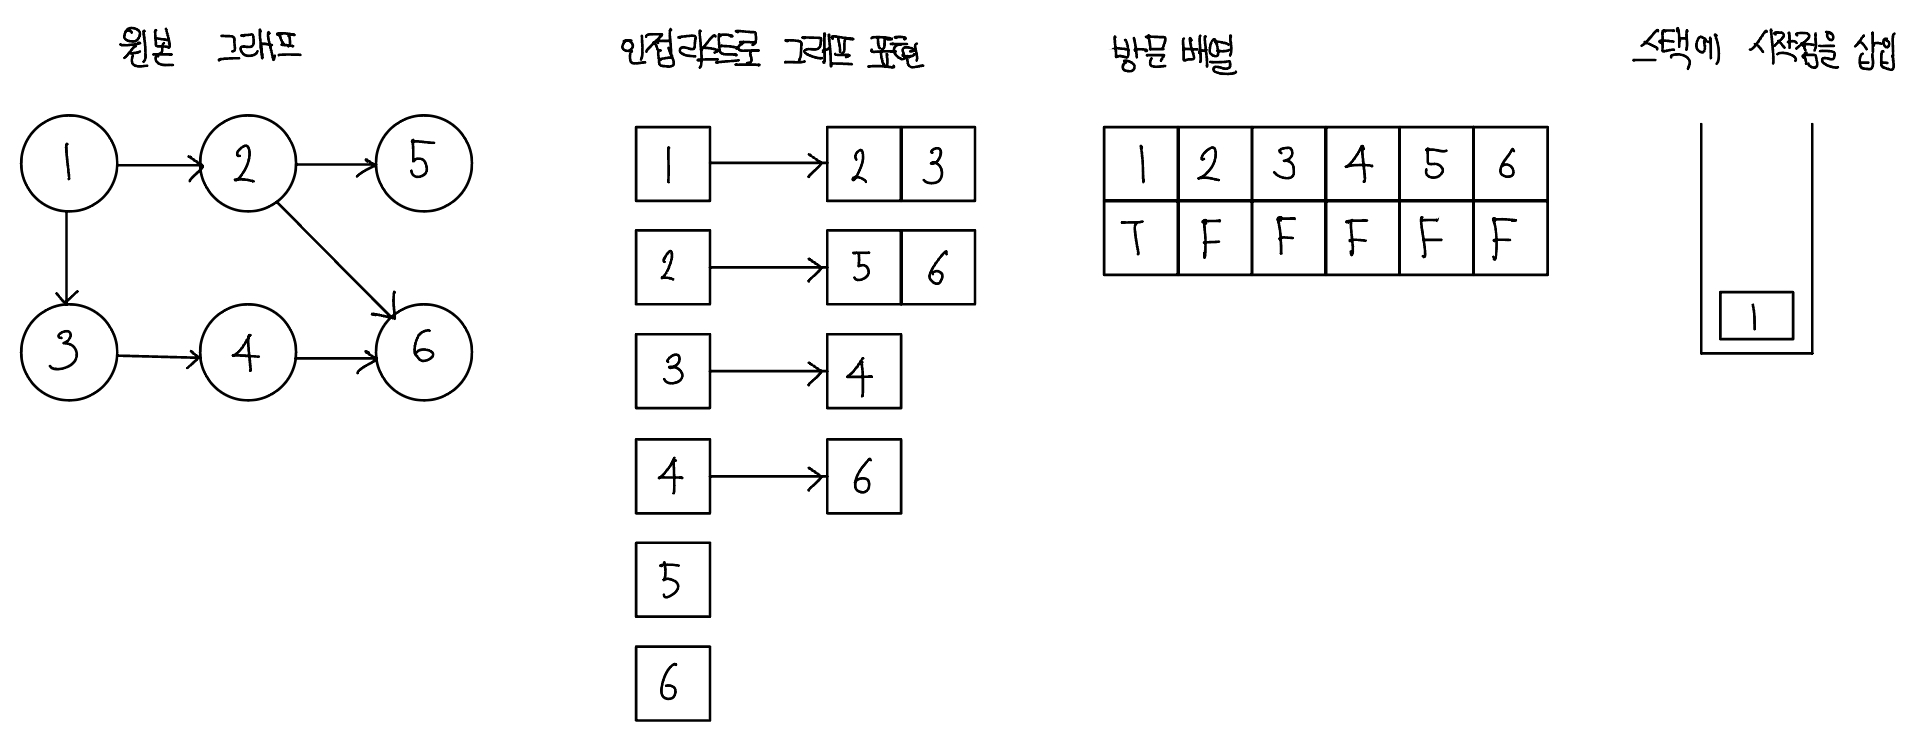 원본 그래프
1 2 5
3 4 6
인접리스트로 그래프 표현
1 2 3
2 5 6
3 4
4 6
5
6
방문 배열
1 2 3 4 5 6
T F F F F F
스택에 시작점을 삽입
1